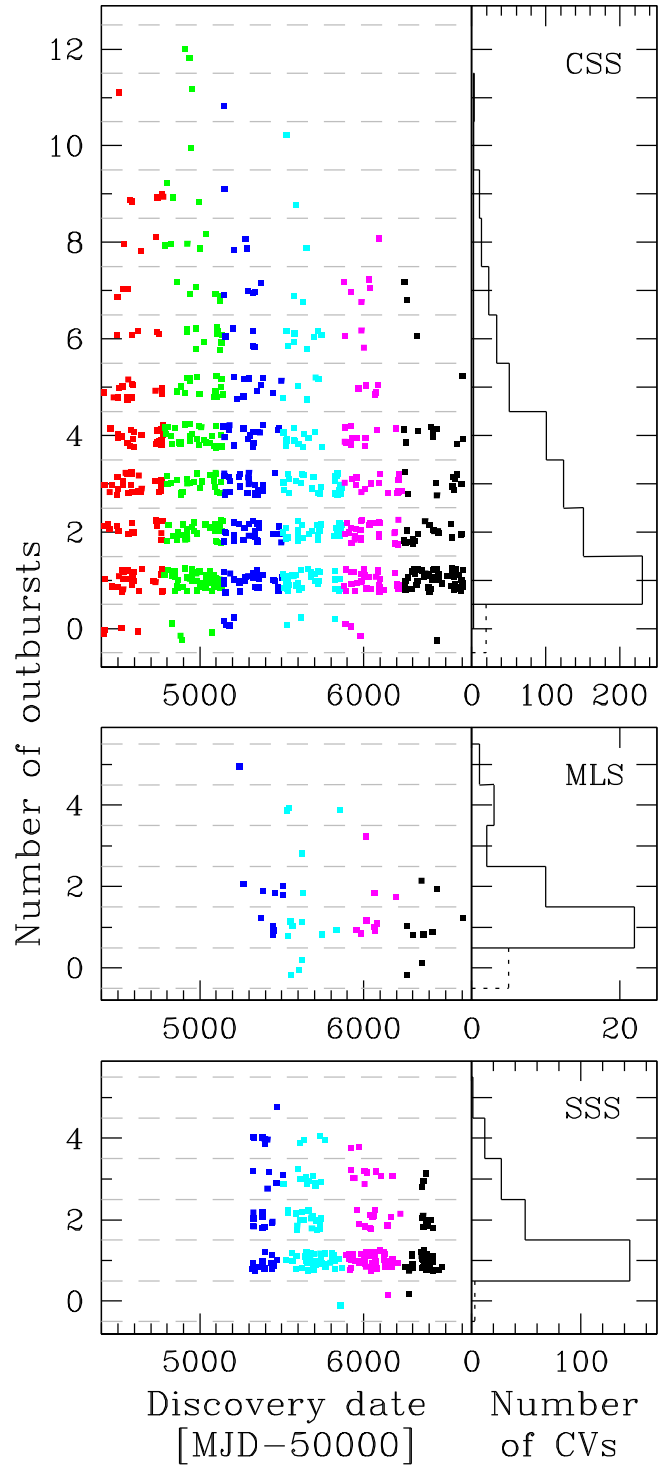 12
10
8
6
4
2
0
CSS
5000 6000 0 100 200
Number of outbursts
4
2
0
MLS
5000 6000 0 20
4
2
0
SSS
5000 6000 0 100
Discovery date
[MJD−50000]
Number
of CVs